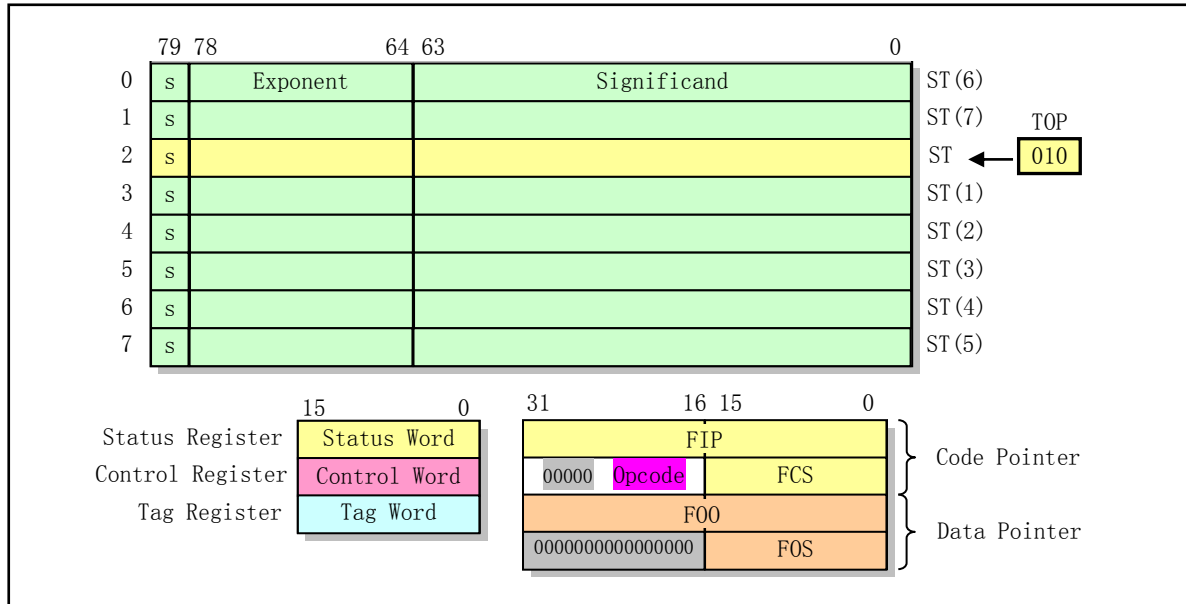 79 78 64 63 0
0 s Exponent Significand ST(6)
1 s ST(7) TOP
2 s ST 010
3 s ST(1)
4 s ST(2)
5 s ST(3)
6 s ST(4)
7 s ST(5)
15 0 31 16 15 0
Status Register Status Word FIP
Control Register Control Word 00000 Opcode FCS Code Pointer
Tag Register Tag Word FOO
0000000000000000 FOS Data Pointer